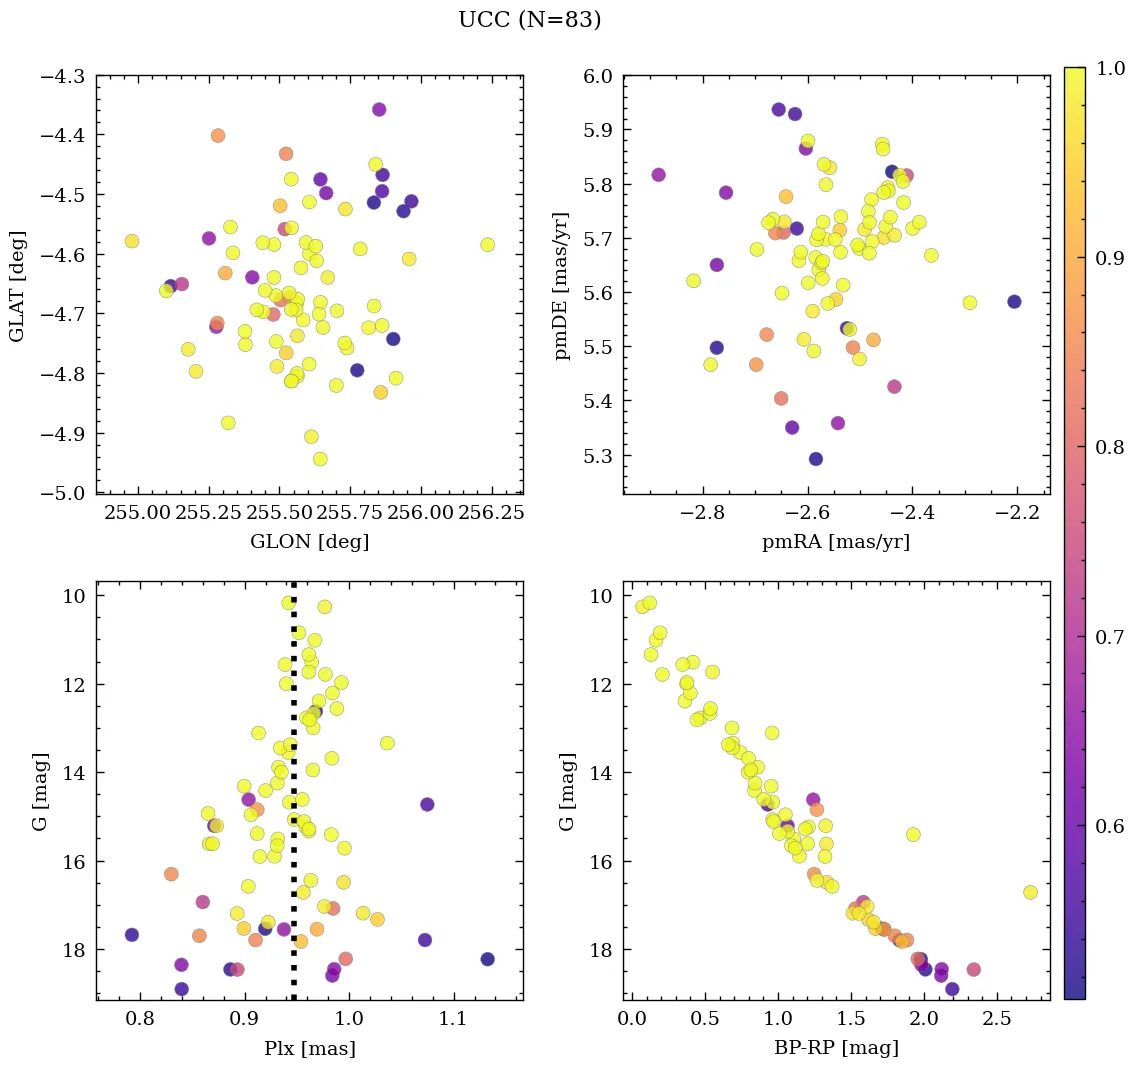 UCC (N=83)
−4.3
−4.4
−4.5
−4.6
−4.7
−4.8
−4.9
−5.0
GLAT [deg]
255.00 255.25 255.50 255.75 256.00 256.25
GLON [deg]
6.0
5.9
5.8
5.7
5.6
5.5
5.4
5.3
pmDE [mas/yr]
−2.8 −2.6 −2.4 −2.2
pmRA [mas/yr]
10
12
14
16
18
G [mag]
0.8 0.9 1.0 1.1
Plx [mas]
10
12
14
16
18
G [mag]
0.0 0.5 1.0 1.5 2.0 2.5
BP-RP [mag]
1.0
0.9
0.8
0.7
0.6